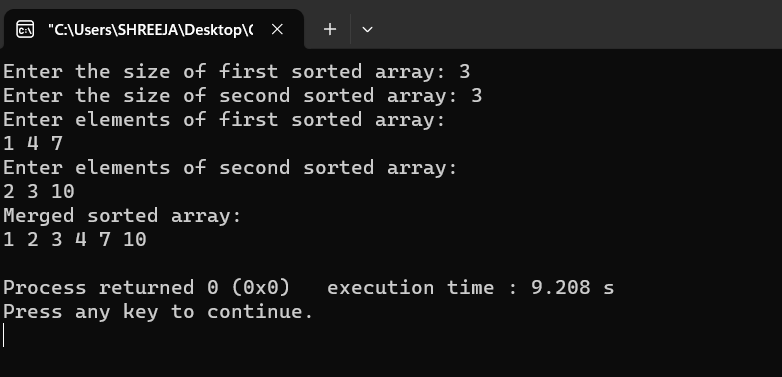 "C:\Users\SHREEJA\Desktop\
Enter the size of first sorted array: 3
Enter the size of second sorted array: 3
Enter elements of first sorted array:
1 4 7
Enter elements of second sorted array:
2 3 10
Merged sorted array:
1 2 3 4 7 10
Process returned 0 (0x0)   execution time : 9.208 s
Press any key to continue.